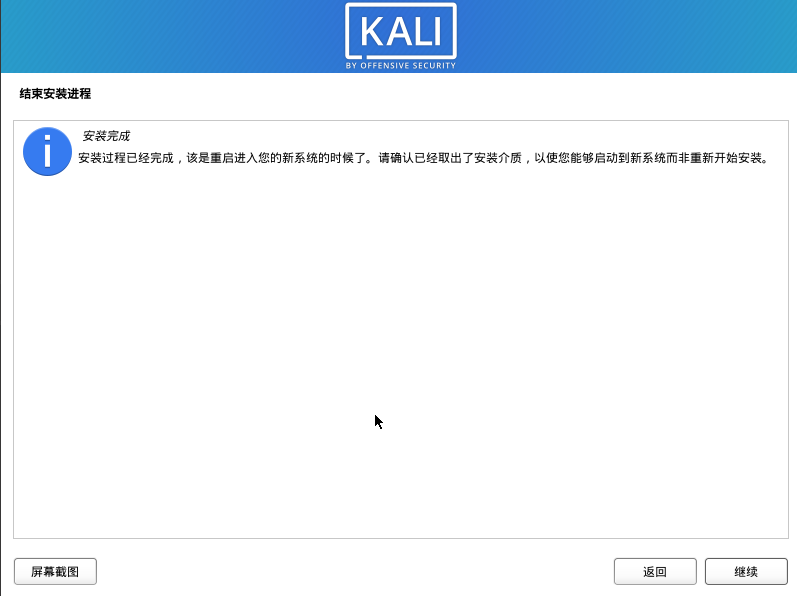 KALI
BY OFFENSIVE SECURITY
结束安装进程
安装完成
安装过程已经完成，该是重启进入您的新系统的时候了。请确认已经取出了安装介质，以使您能够启动到新系统而非重新开始安装。
屏幕截图
返回
继续